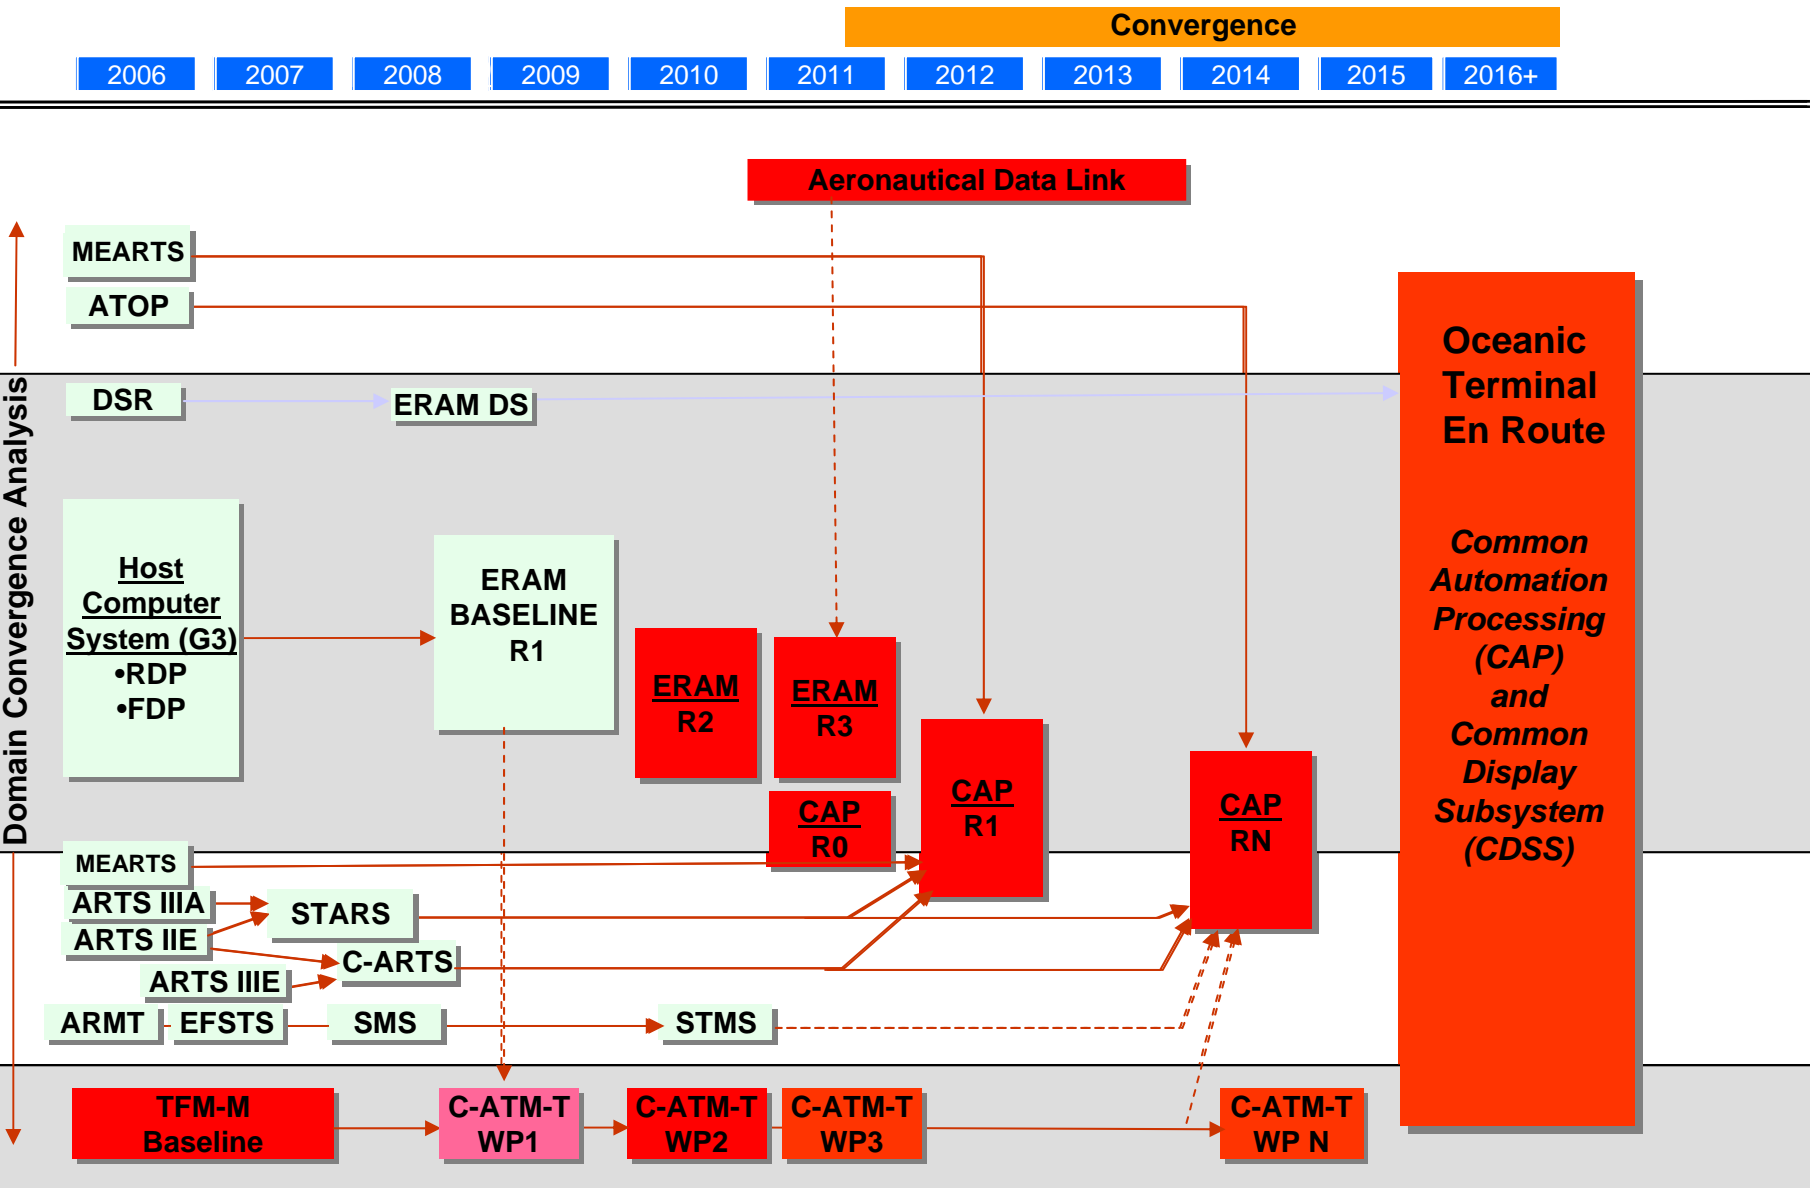 Convergence
2006
2007
2008
2009
2010
2011
2012
2013
2014
2015
2016+
Aeronautical Data Link
Domain Convergence Analysis
MEARTS
ATOP
DSR
ERAM DS
Host
Computer
System (G3)
•RDP
•FDP
ERAM
BASELINE
R1
ERAM
R2
ERAM
R3
CAP
R0
CAP
R1
CAP
RN
Oceanic
Terminal
En Route
Common
Automation
Processing
(CAP)
and
Common
Display
Subsystem
(CDSS)
MEARTS
ARTS IIIA
ARTS IIE
ARTS IIIE
STARS
C-ARTS
ARMT
EFSTS
SMS
STMS
TFM-M
Baseline
C-ATM-T
WP1
C-ATM-T
WP2
C-ATM-T
WP3
C-ATM-T
WP N